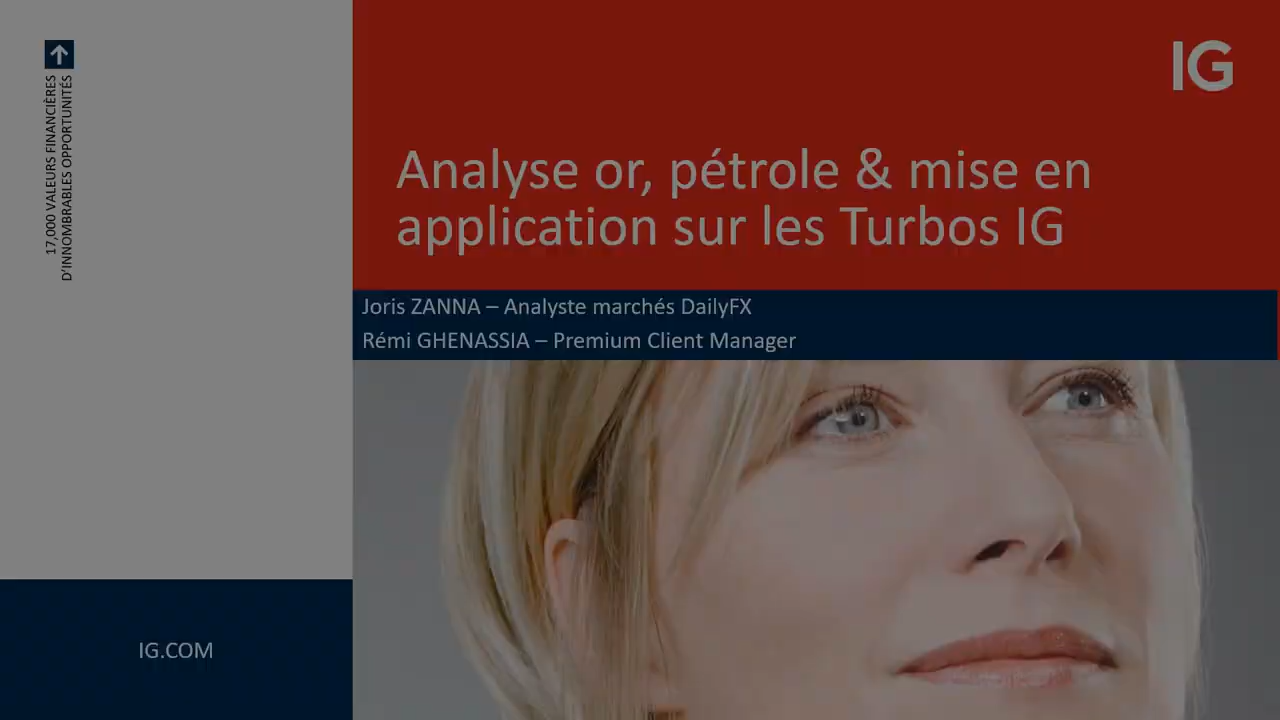 17,000 VALEURS FINANCIÈRES
D'INNOMBRABLES OPPORTUNITÉS
IG
Analyse or, pétrole & mise en
application sur les Turbos IG
Joris ZANNA – Analyste marchés DailyFX
Rémi GHENASSIA – Premium Client Manager
IG.COM